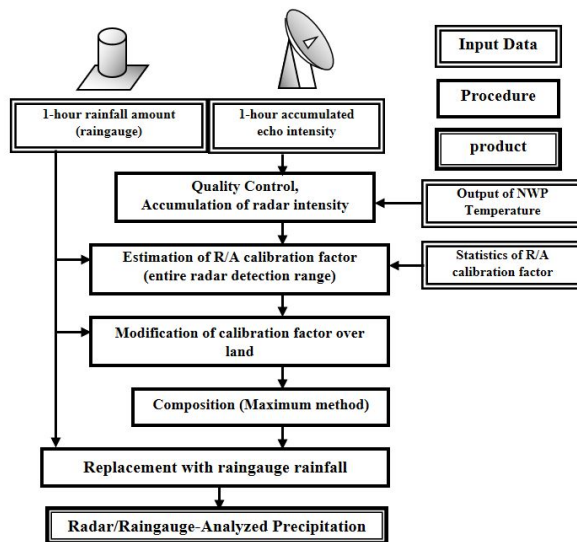 Input Data
Procedure
product
1-hour rainfall amount
(raingauge)
1-hour accumulated
echo intensity
Quality Control,
Accumulation of radar intensity
Output of NWP
Temperature
Estimation of R/A calibration factor
(entire radar detection range)
Statistics of R/A
calibration factor
Modification of calibration factor over
land
Composition (Maximum method)
Replacement with raingauge rainfall
Radar/Raingauge-Analyzed Precipitation